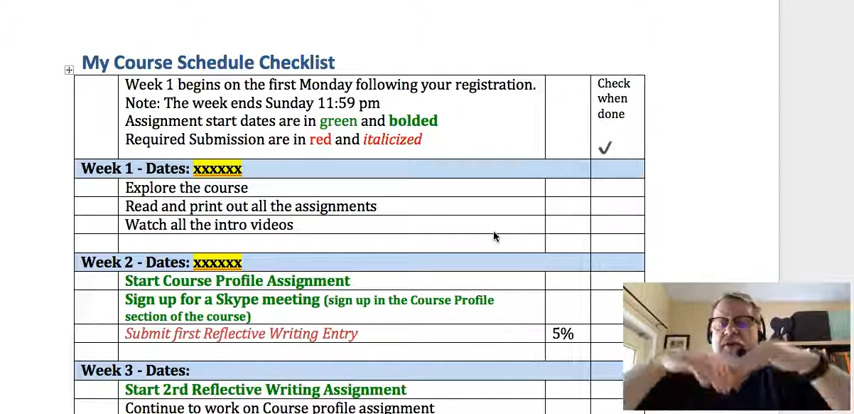 My Course Schedule Checklist
Week 1 begins on the first Monday following your registration.
Note: The week ends Sunday 11:59 pm
Assignment start dates are in green and bolded
Required Submission are in red and italicized
Check
when
done
✓
Week 1 - Dates: xxxxxx
Explore the course
Read and print out all the assignments
Watch all the intro videos
Week 2 - Dates: xxxxxx
Start Course Profile Assignment
Sign up for a Skype meeting (sign up in the Course Profile
section of the course)
Submit first Reflective Writing Entry 5%
Week 3 - Dates:
Start 2rd Reflective Writing Assignment
Continue to work on Course profile assignment